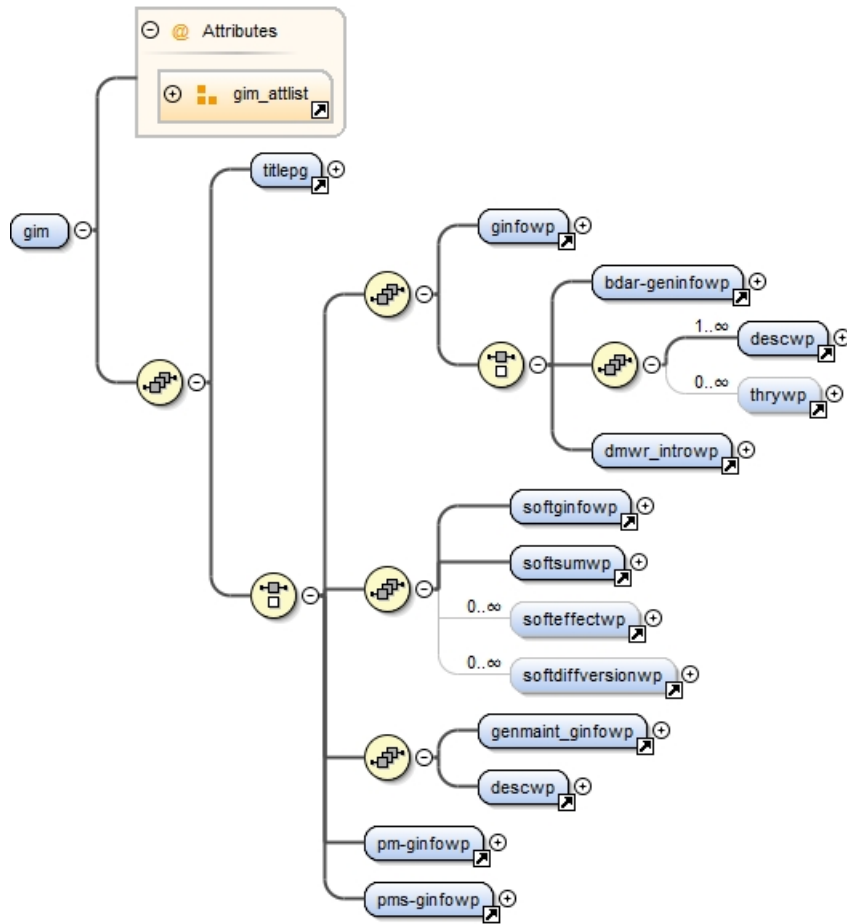 @ Attributes
gim_attlist
titlepg
gim
ginfowp
bdar-geninfowp
1..∞
descwp
0..∞
thrywp
dmwr_introwp
softginfowp
softsumwp
0..∞
softeffectwp
0..∞
softdiffversionwp
genmaint_ginfowp
descwp
pm-ginfowp
pms-ginfowp